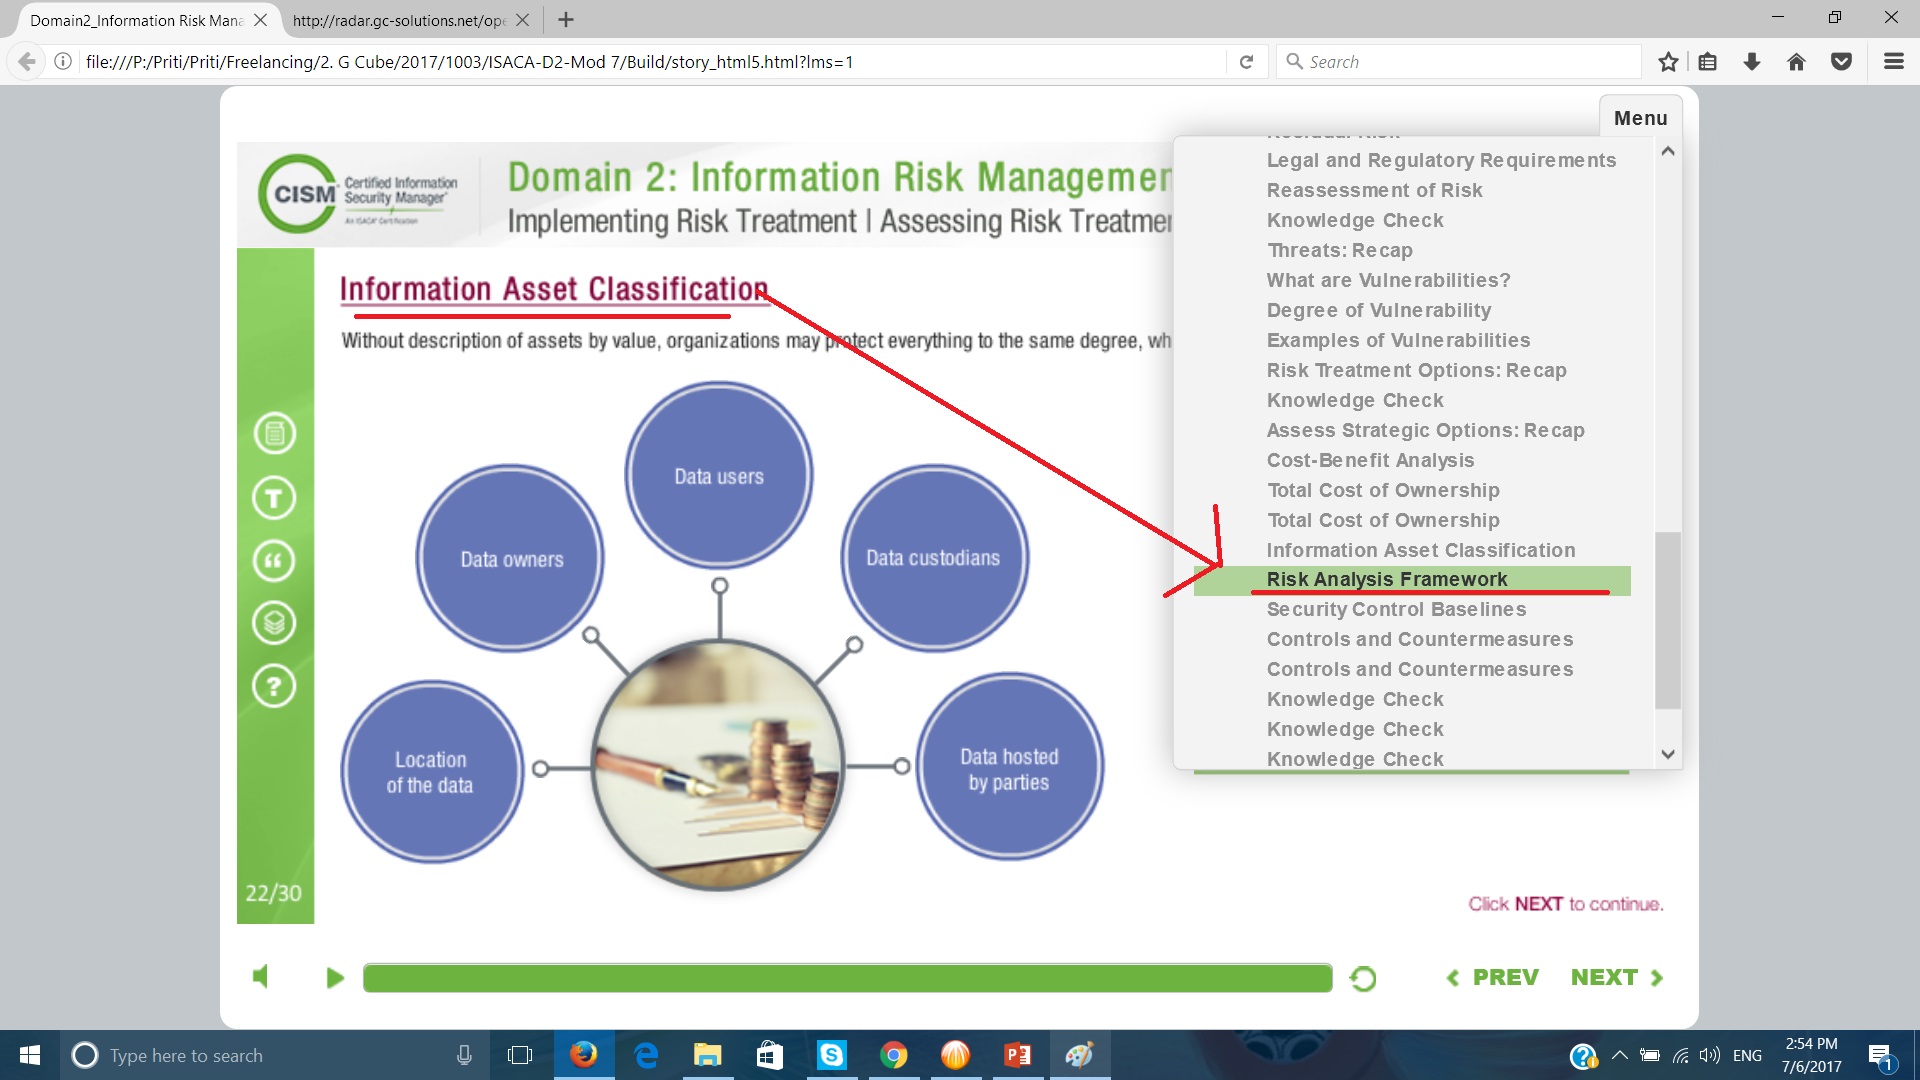 Domain2_Information Risk Mana
http://radar.gc-solutions.net/ope
file:///P:/Priti/Priti/Freelancing/2. G Cube/2017/1003/ISACA-D2-Mod 7/Build/story_html5.html?lms=1
Search
Menu
CISM
Certified Information
Security Manager
An ISACA Certification
Domain 2: Information Risk Managemen
Implementing Risk Treatment | Assessing Risk Treatmen
Information Asset Classification
Without description of assets by value, organizations may protect everything to the same degree, wh
Data users
Data owners
Data custodians
Location
of the data
Data hosted
by parties
22/30
Residual Risk
Legal and Regulatory Requirements
Reassessment of Risk
Knowledge Check
Threats: Recap
What are Vulnerabilities?
Degree of Vulnerability
Examples of Vulnerabilities
Risk Treatment Options: Recap
Knowledge Check
Assess Strategic Options: Recap
Cost-Benefit Analysis
Total Cost of Ownership
Total Cost of Ownership
Information Asset Classification
Risk Analysis Framework
Security Control Baselines
Controls and Countermeasures
Controls and Countermeasures
Knowledge Check
Knowledge Check
Knowledge Check
Click NEXT to continue.
PREV
NEXT
Type here to search
ENG
2:54 PM
7/6/2017
1